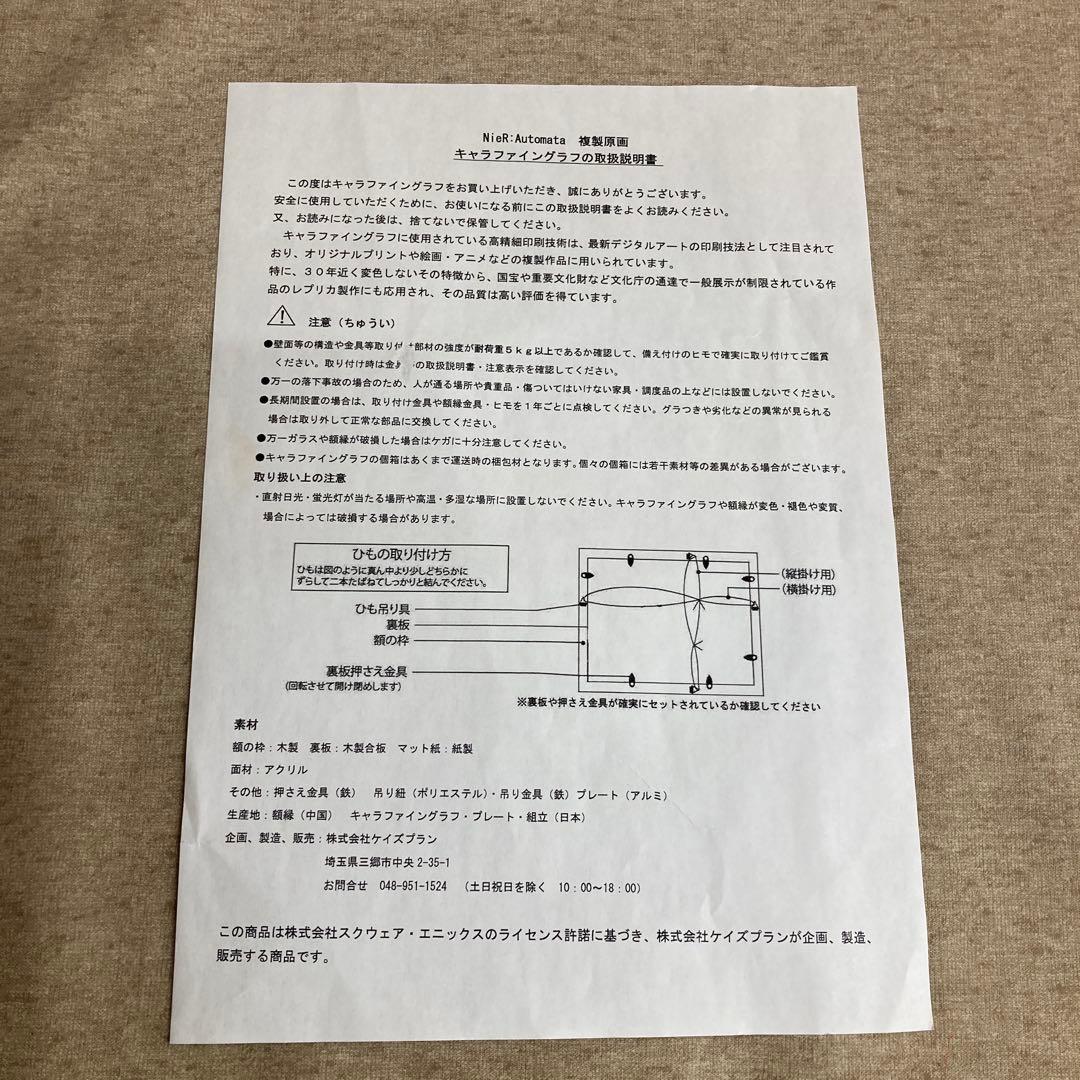 NieR:Automata 複製原画
キャラファイングラフの取扱説明書
この度はキャラファイングラフをお買い上げいただき、誠にありがとうございます。
安全に使用していただくために、お使いになる前にこの取扱説明書をよくお読みください。
又、お読みになった後は、捨てないで保管してください。
キャラファイングラフに使用されている高精細印刷技術は、最新デジタルアートの印刷技法として注目されて
おり、オリジナルプリントや絵画・アニメなどの複製作品に用いられています。
特に、30年近く変色しないその特徴から、国宝や重要文化財など文化庁の通達で一般展示が制限されている作
品のレプリカ製作にも応用され、その品質は高い評価を得ています。
注意（ちゅうい）
●壁面等の構造や金具等取り付け部材の強度が耐荷重5kg以上であるか確認して、備え付けのヒモで確実に取り付けてご鑑賞
ください。取り付け時は金の取扱説明書・注意表示を確認してください。
●万一の落下事故の場合のため、人が通る場所や貴重品・傷ついてはいけない家具・調度品の上などには設置しないでください。
●長期間設置の場合は、取り付け金具や額縁金具・ヒモを1年ごとに点検してください。グラつきや劣化などの異常が見られる
場合は取り外して正常な部品に交換してください。
●万一ガラスや額縁が破損した場合はケガに十分注意してください。
●キャラファイングラフの個箱はあくまで運送時の梱包材となります。個々の個箱には若干素材等の差異がある場合がございます。
取り扱い上の注意
・直射日光・蛍光灯が当たる場所や高温・多湿な場所に設置しないでください。キャラファイングラフや額縁が変色・褪色や変質、
場合によっては破損する場合があります。
ひもの取り付け方
ひもは図のように真ん中より少しどちらかに
ずらして二本たばねてしっかりと結んでください。
(縦掛け用)
(横掛け用)
ひも吊り具
裏板
額の枠
裏板押さえ金具
(回転させて開け閉めします)
※裏板や押さえ金具が確実にセットされているか確認してください
素材
額の枠：木製 裏板：木製合板 マット紙：紙製
面材：アクリル
その他：押さえ金具（鉄） 吊り紐（ポリエステル）・吊り金具（鉄）プレート（アルミ）
生産地：額縁（中国） キャラファイングラフ・プレート・組立（日本）
企画、製造、販売：株式会社ケイズプラン
埼玉県三郷市中央2-35-1
お問合せ 048-951-1524 （土日祝日を除く 10：00～18：00）
この商品は株式会社スクウェア・エニックスのライセンス許諾に基づき、株式会社ケイズプランが企画、製造、
販売する商品です。